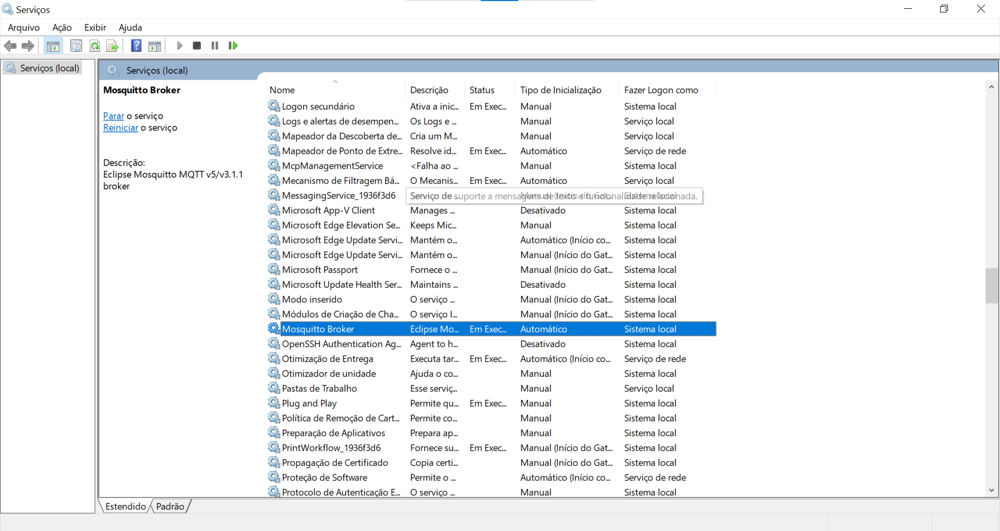 Serviços
Arquivo Ação Exibir Ajuda
Serviços (local)
Serviços (local)
Mosquitto Broker
Parar o serviço
Reiniciar o serviço
Descrição:
Eclipse Mosquitto MQTT v5/v3.1.1
broker
Nome Descrição Status Tipo de Inicialização Fazer Logon como
Logon secundário Ativa a inic... Em Exec... Manual Sistema local
Logs e alertas de desempen... Os Logs e ... Manual Serviço local
Mapeador da Descoberta de... Cria um M... Manual Serviço local
Mapeador de Ponto de Extre... Resolve id... Em Exec... Automático Serviço de rede
McpManagementService <Falha ao ... Manual Sistema local
Mecanismo de Filtragem Bá... O Mecanis... Em Exec... Automático Serviço local
MessagingService_1936f3d6 Serviço de suporte a mensagens de texto e funcionalidade relacionada.
Microsoft App-V Client Manages ... Desativado Sistema local
Microsoft Edge Elevation Se... Keeps Mic... Manual Sistema local
Microsoft Edge Update Servi... Mantém o... Automático (Início co... Sistema local
Microsoft Edge Update Servi... Mantém o... Manual (Início do Gat... Sistema local
Microsoft Passport Fornece o ... Manual (Início do Gat... Sistema local
Microsoft Update Health Ser... Maintains ... Desativado Sistema local
Modo inserido O serviço ... Manual (Início do Gat... Sistema local
Módulos de Criação de Cha... O serviço I... Manual (Início do Gat... Sistema local
Mosquitto Broker Eclipse Mo... Em Exec... Automático Sistema local
OpenSSH Authentication Ag... Agent to h... Desativado Sistema local
Otimização de Entrega Executa tar... Em Exec... Automático (Início co... Serviço de rede
Otimizador de unidade Ajuda o co... Manual Sistema local
Pastas de Trabalho Esse serviç... Manual Serviço local
Plug and Play Permite qu... Em Exec... Manual Sistema local
Política de Remoção de Cart... Permite co... Manual Sistema local
Preparação de Aplicativos Prepara ap... Manual Sistema local
PrintWorkflow_1936f3d6 Fornece su... Em Exec... Manual (Início do Gat... Sistema local
Propagação de Certificado Copia certi... Manual (Início do Gat... Sistema local
Proteção de Software Permite o ... Automático (Início co... Serviço de rede
Protocolo de Autenticação E... O serviço ... Manual Sistema local
Estendido Padrão